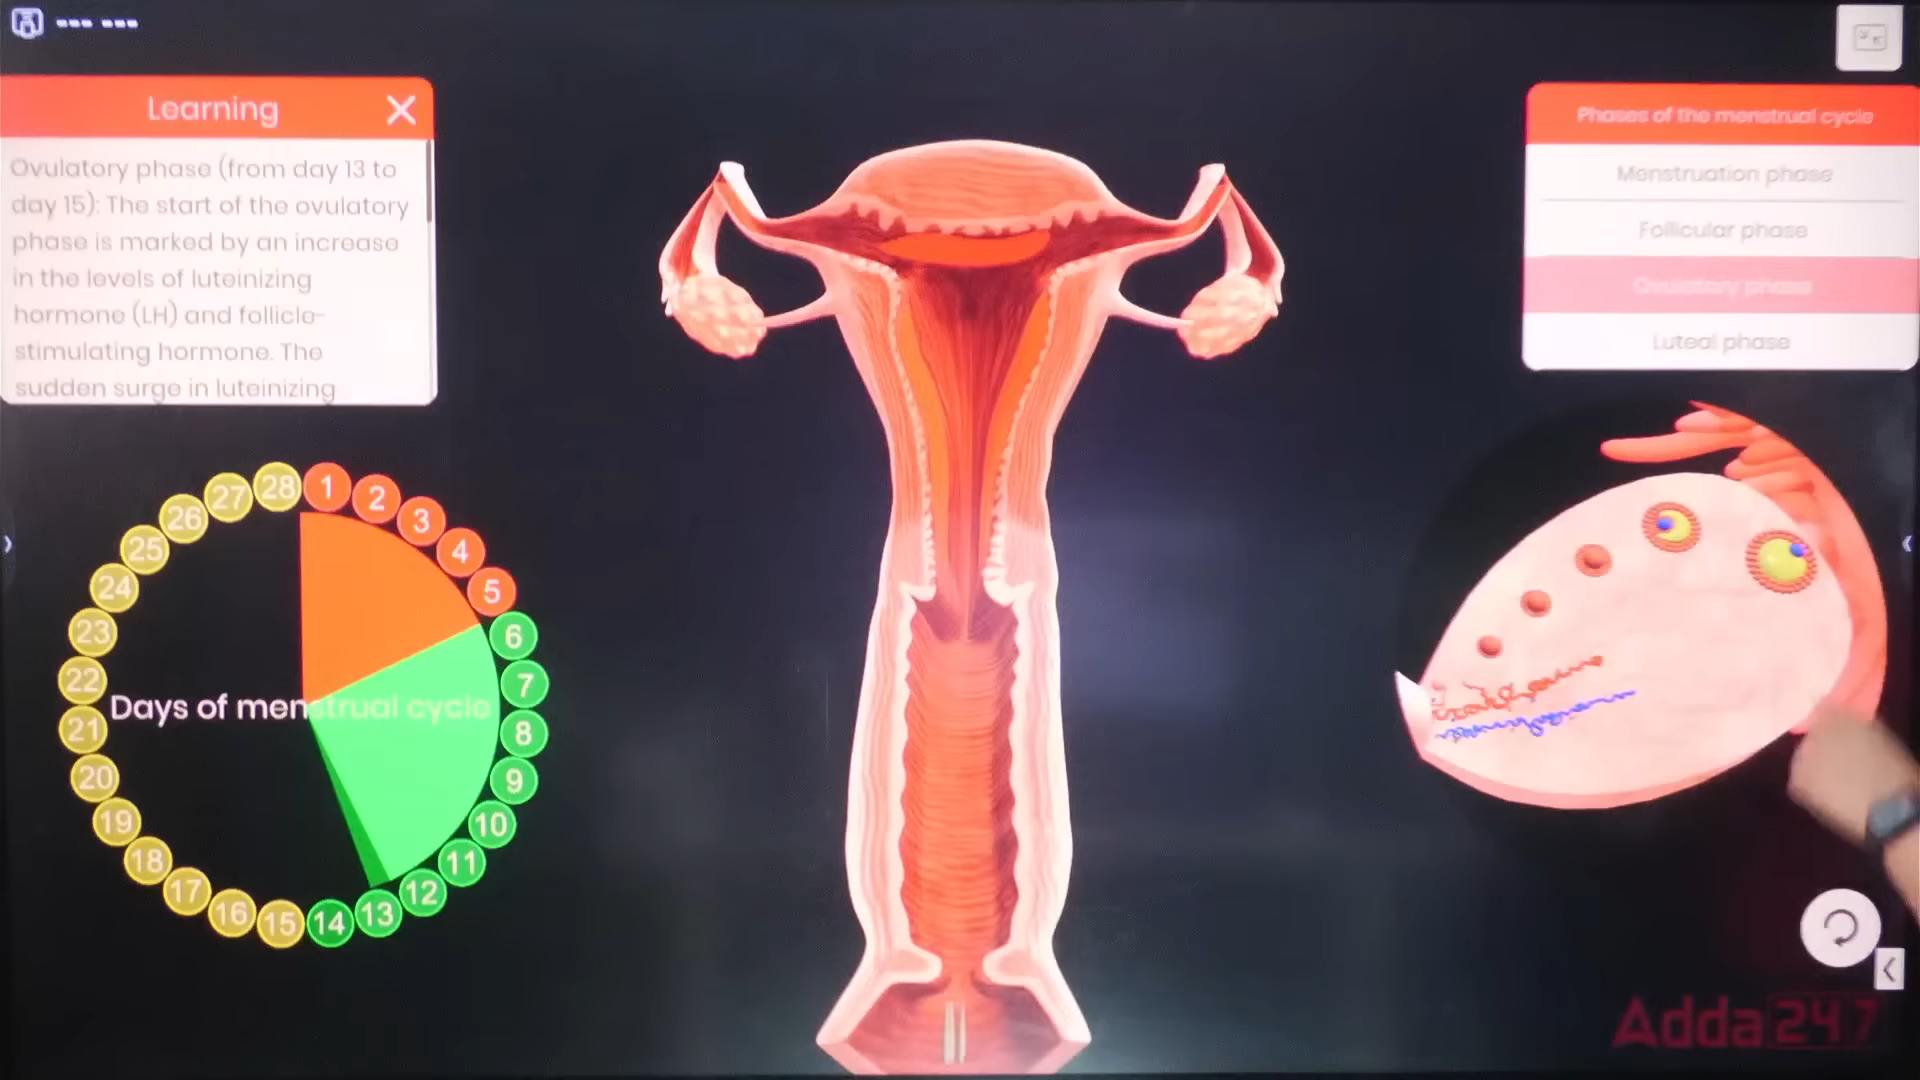 Learning
Ovulatory phase (from day 13 to
day 15): The start of the ovulatory
phase is marked by an increase
in the levels of luteinizing
hormone (LH) and follicle-
stimulating hormone. The
sudden surge in luteinizing
Phases of the menstrual cycle
Menstruation phase
Follicular phase
Ovulatory phase
Luteal phase
1
2
3
4
5
6
7
8
9
10
11
12
13
14
15
16
17
18
19
20
21
22
23
24
25
26
27
28
Days of menstrual cycle
Adda247